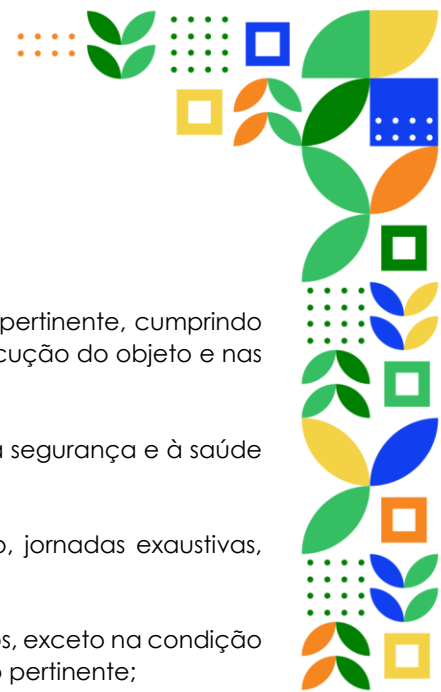 pertinente, cumprindo
cução do objeto e nas
segurança e à saúde
, jornadas exaustivas,
s, exceto na condição
pertinente;